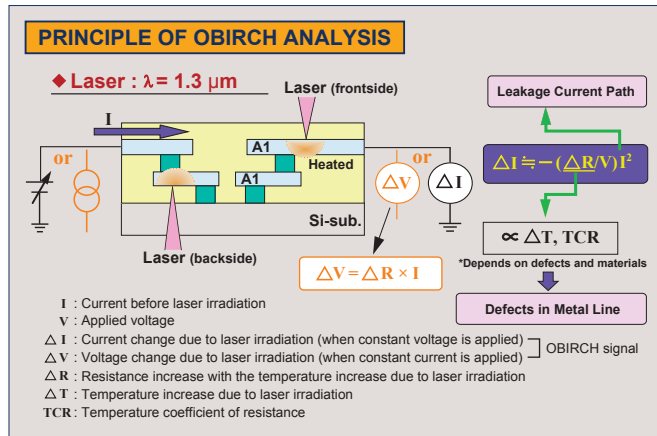 PRINCIPLE OF OBIRCH ANALYSIS
◆ Laser : λ = 1.3 μm
Laser (frontside)
Leakage Current Path
I
or
A1
Heated
or
A1
ΔV
ΔI
ΔI ≒ − (ΔR/V)I²
Si-sub.
∝ ΔT, TCR
Laser (backside)
*Depends on defects and materials
ΔV = ΔR × I
Defects in Metal Line
I : Current before laser irradiation
V : Applied voltage
Δ I : Current change due to laser irradiation (when constant voltage is applied)
Δ V : Voltage change due to laser irradiation (when constant current is applied)
OBIRCH signal
Δ R : Resistance increase with the temperature increase due to laser irradiation
Δ T : Temperature increase due to laser irradiation
TCR : Temperature coefficient of resistance